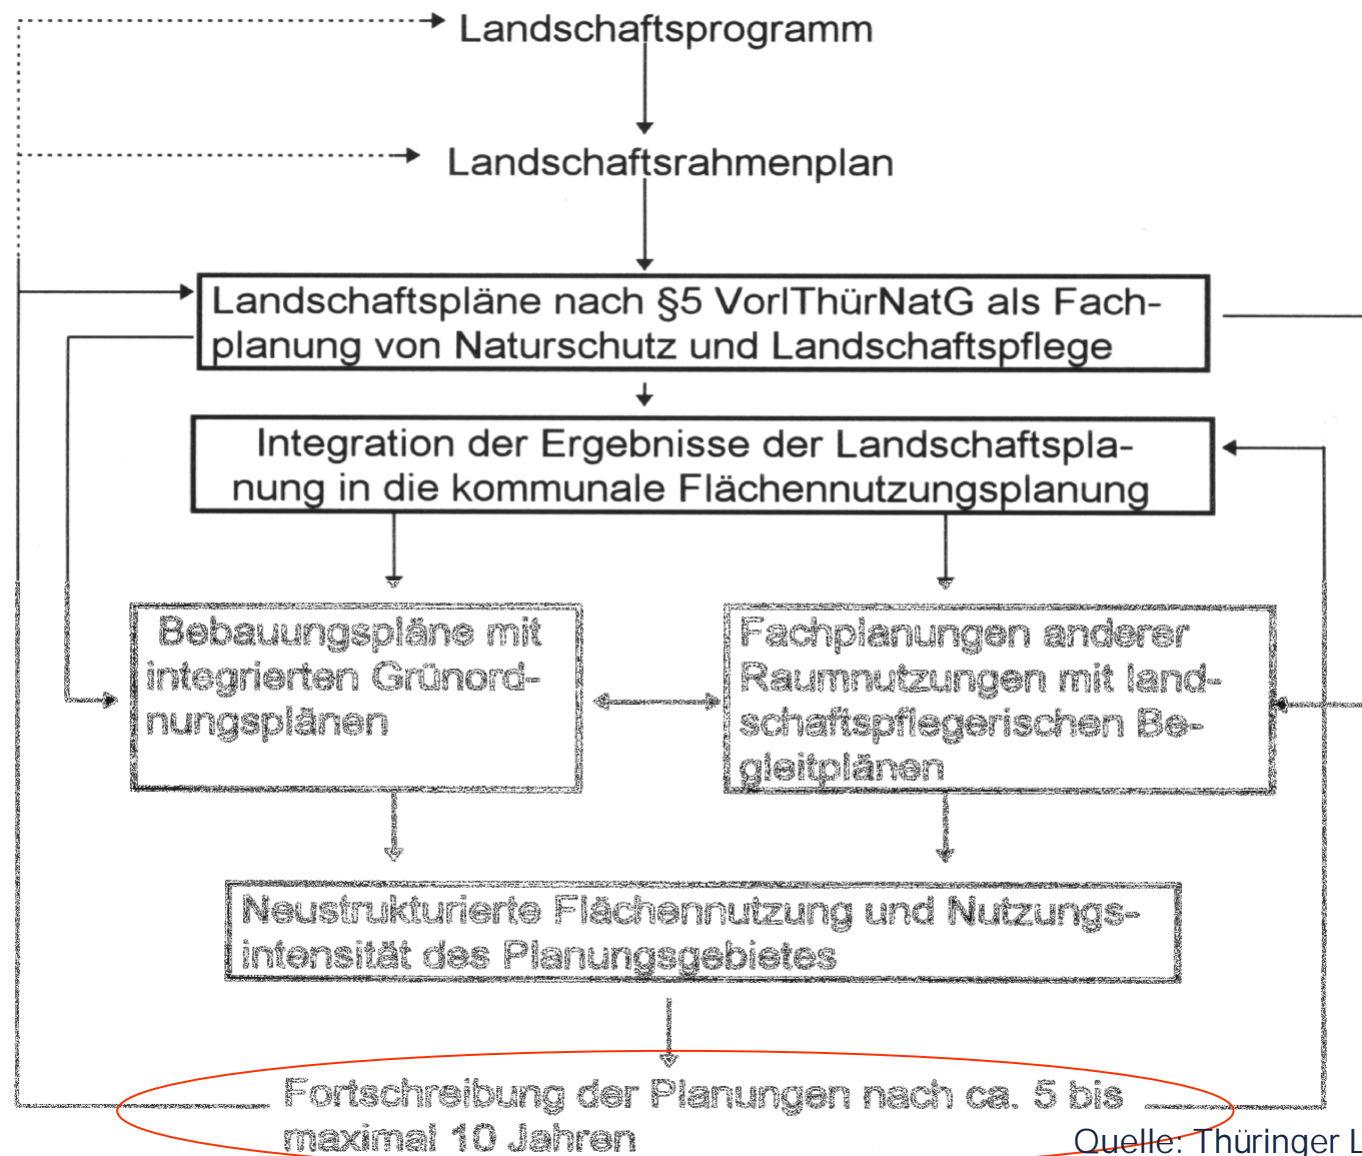 Landschaftsprogramm
Landschaftsrahmenplan
Landschaftspläne nach §5 VorlThürNatG als Fach-
planung von Naturschutz und Landschaftspflege
Integration der Ergebnisse der Landschaftspla-
nung in die kommunale Flächennutzungsplanung
Bebauungspläne mit
integrierten Grünord-
nungsplänen
Fachplanungen anderer
Raumnutzungen mit land-
schaftspflegerischen Be-
gleitplänen
Neustrukturierte Flächennutzung und Nutzungs-
intensität des Planungsgebietes
Fortschreibung der Planungen nach ca. 5 bis
maximal 10 Jahren
Quelle: Thüringer L